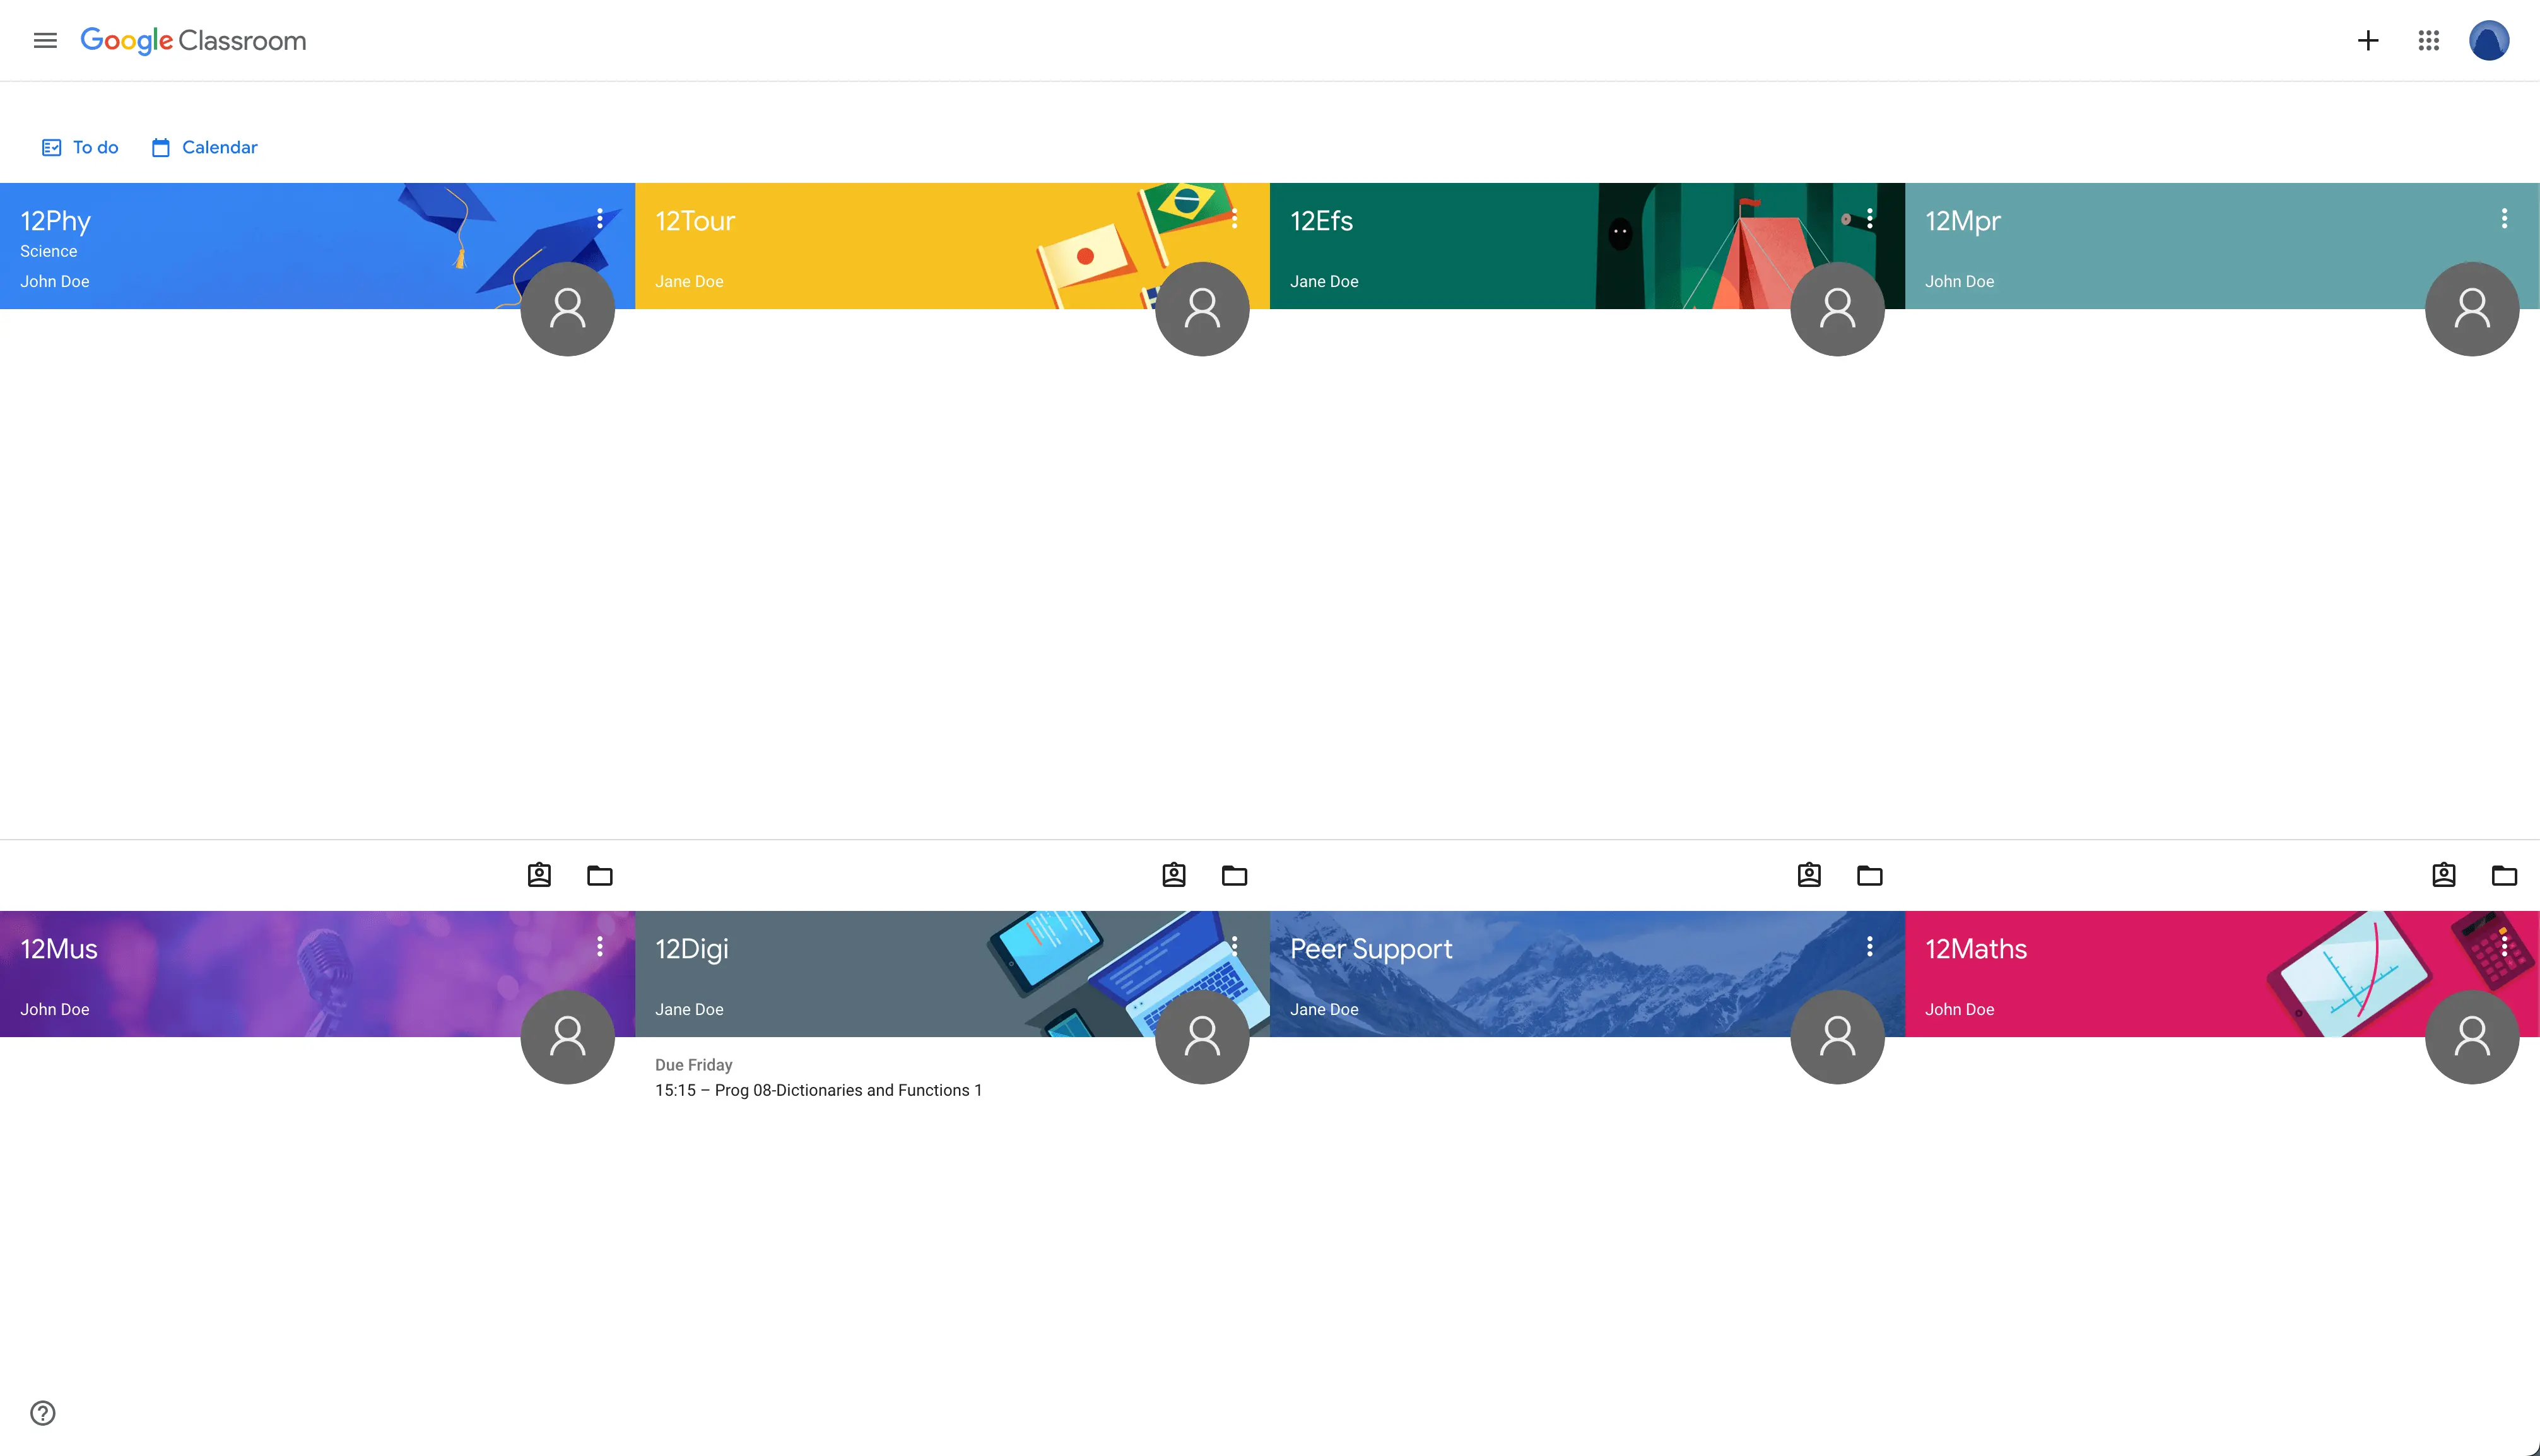 Google Classroom
To do
Calendar
12Phy
Science
John Doe
12Tour
Jane Doe
12Efs
Jane Doe
12Mpr
John Doe
12Mus
John Doe
12Digi
Jane Doe
Due Friday
15:15 – Prog 08-Dictionaries and Functions 1
Peer Support
Jane Doe
12Maths
John Doe